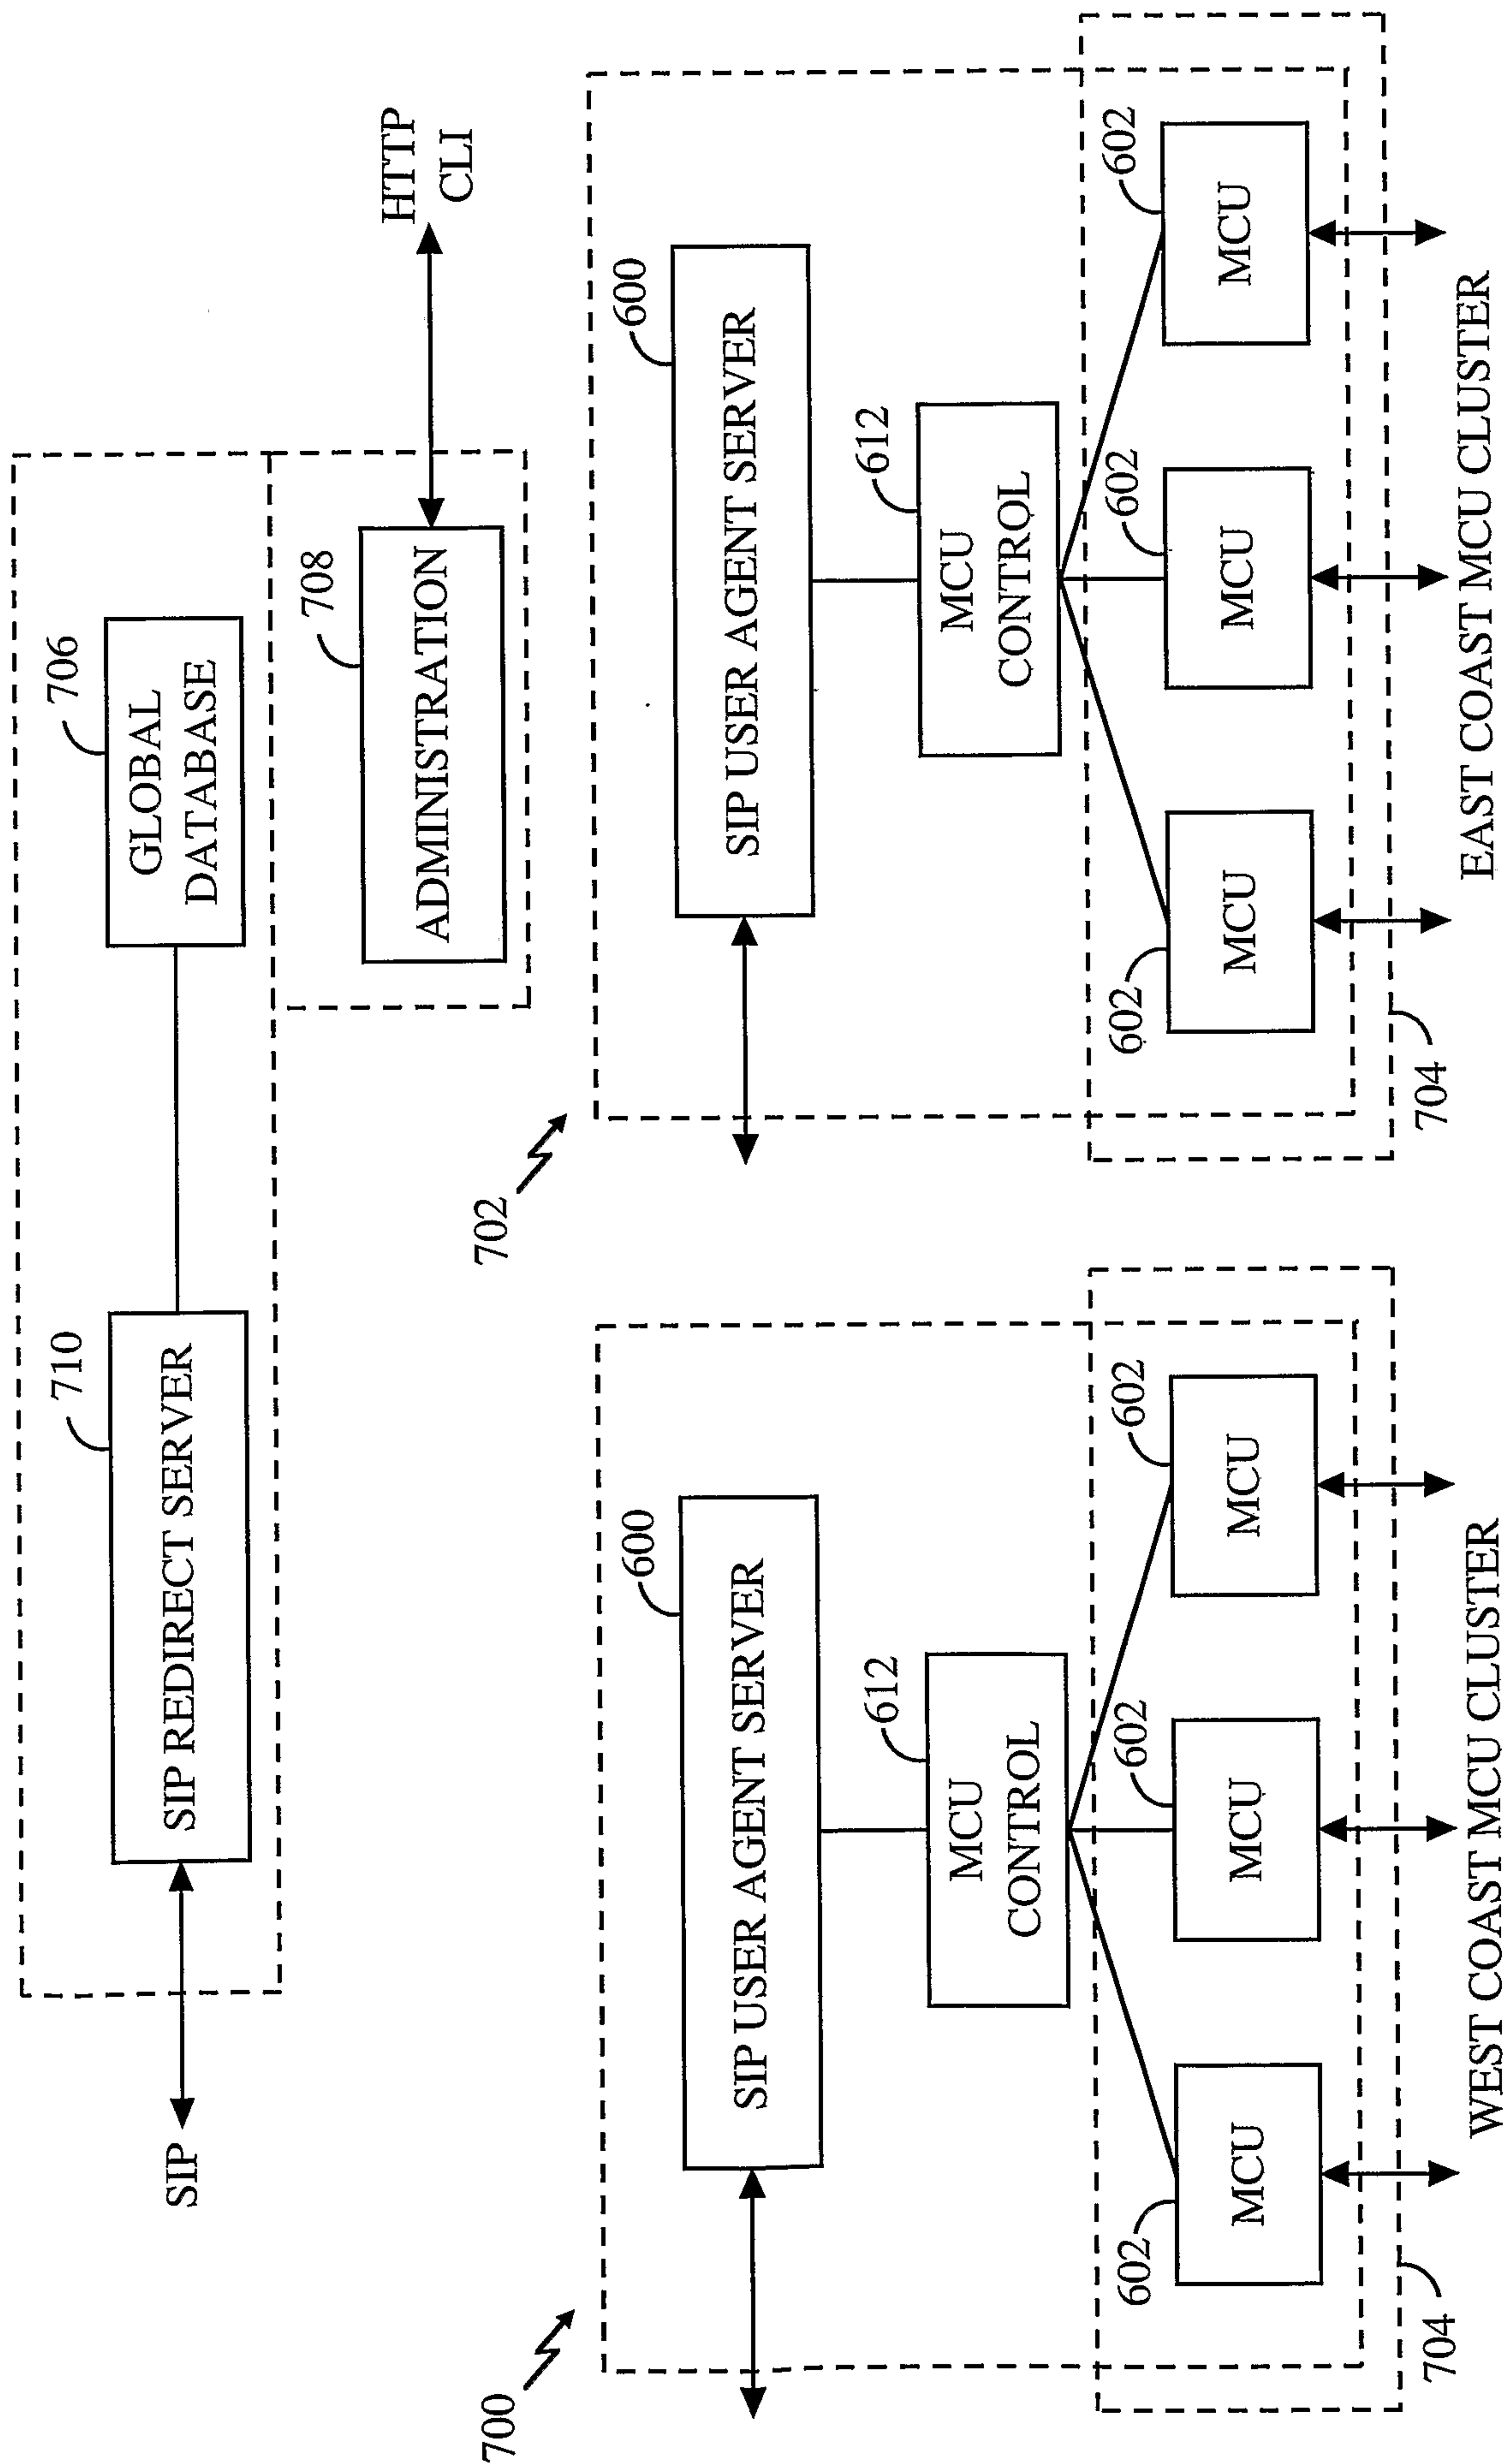 710
706
SIP
SIP REDIRECT SERVER
GLOBAL
DATABASE
708
ADMINISTRATION
HTTP
CLI
700
600
SIP USER AGENT SERVER
612
MCU
CONTROL
602
MCU
602
MCU
602
MCU
704
WEST COAST MCU CLUSTER
702
600
SIP USER AGENT SERVER
612
MCU
CONTROL
602
MCU
602
MCU
602
MCU
704
EAST COAST MCU CLUSTER